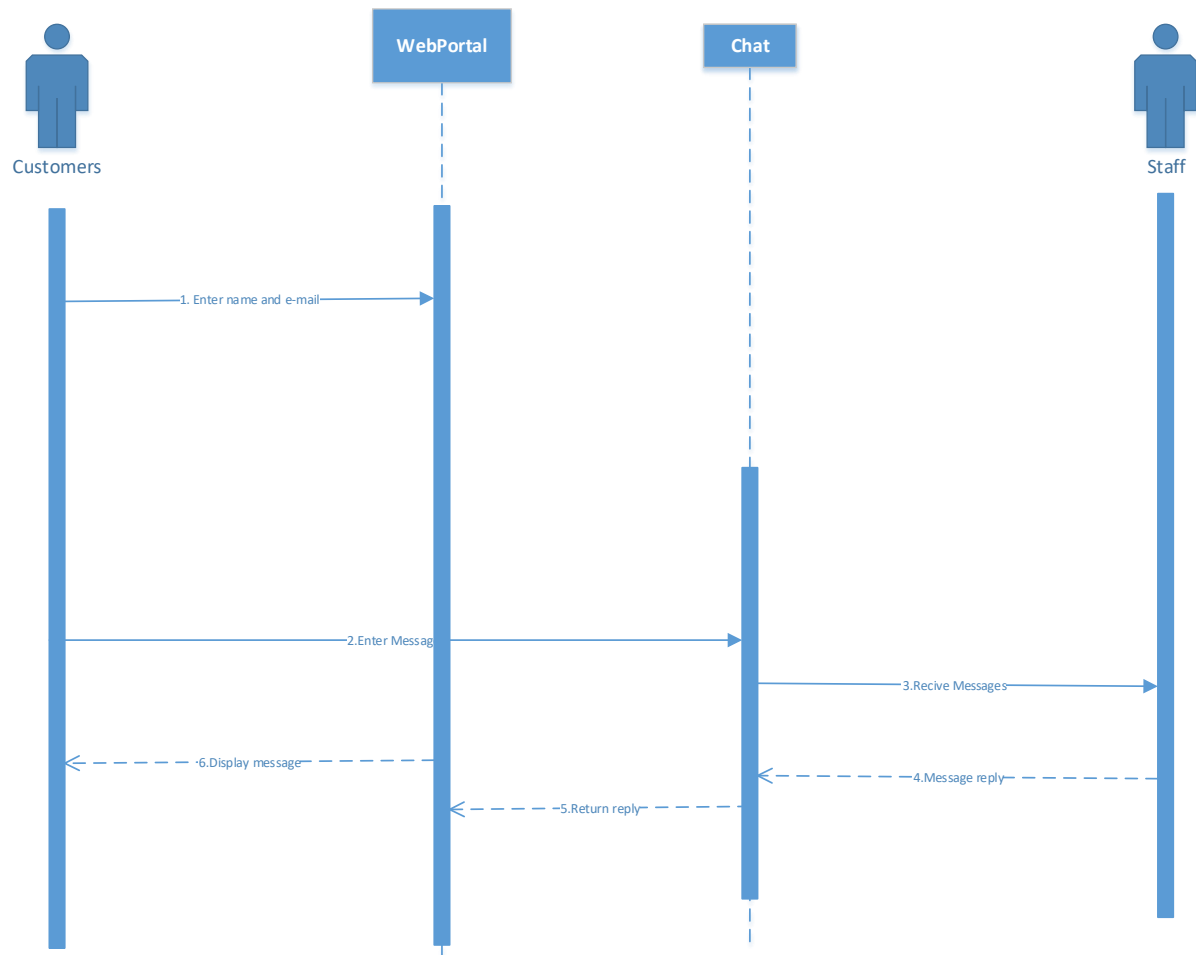 WebPortal
Chat
Customers
Staff
1. Enter name and e-mail
2.Enter Messag
3.Recive Messages
6.Display message
4.Message reply
5.Return reply